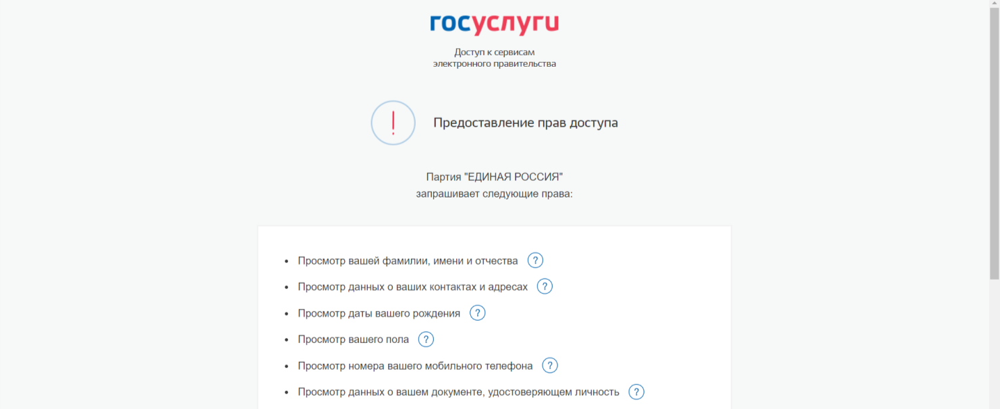 госуслуги
Доступ к сервисам
электронного правительства
!
Предоставление прав доступа
Партия "ЕДИНАЯ РОССИЯ"
запрашивает следующие права:
• Просмотр вашей фамилии, имени и отчества ?
• Просмотр данных о ваших контактах и адресах ?
• Просмотр даты вашего рождения ?
• Просмотр вашего пола ?
• Просмотр номера вашего мобильного телефона ?
• Просмотр данных о вашем документе, удостоверяющем личность ?